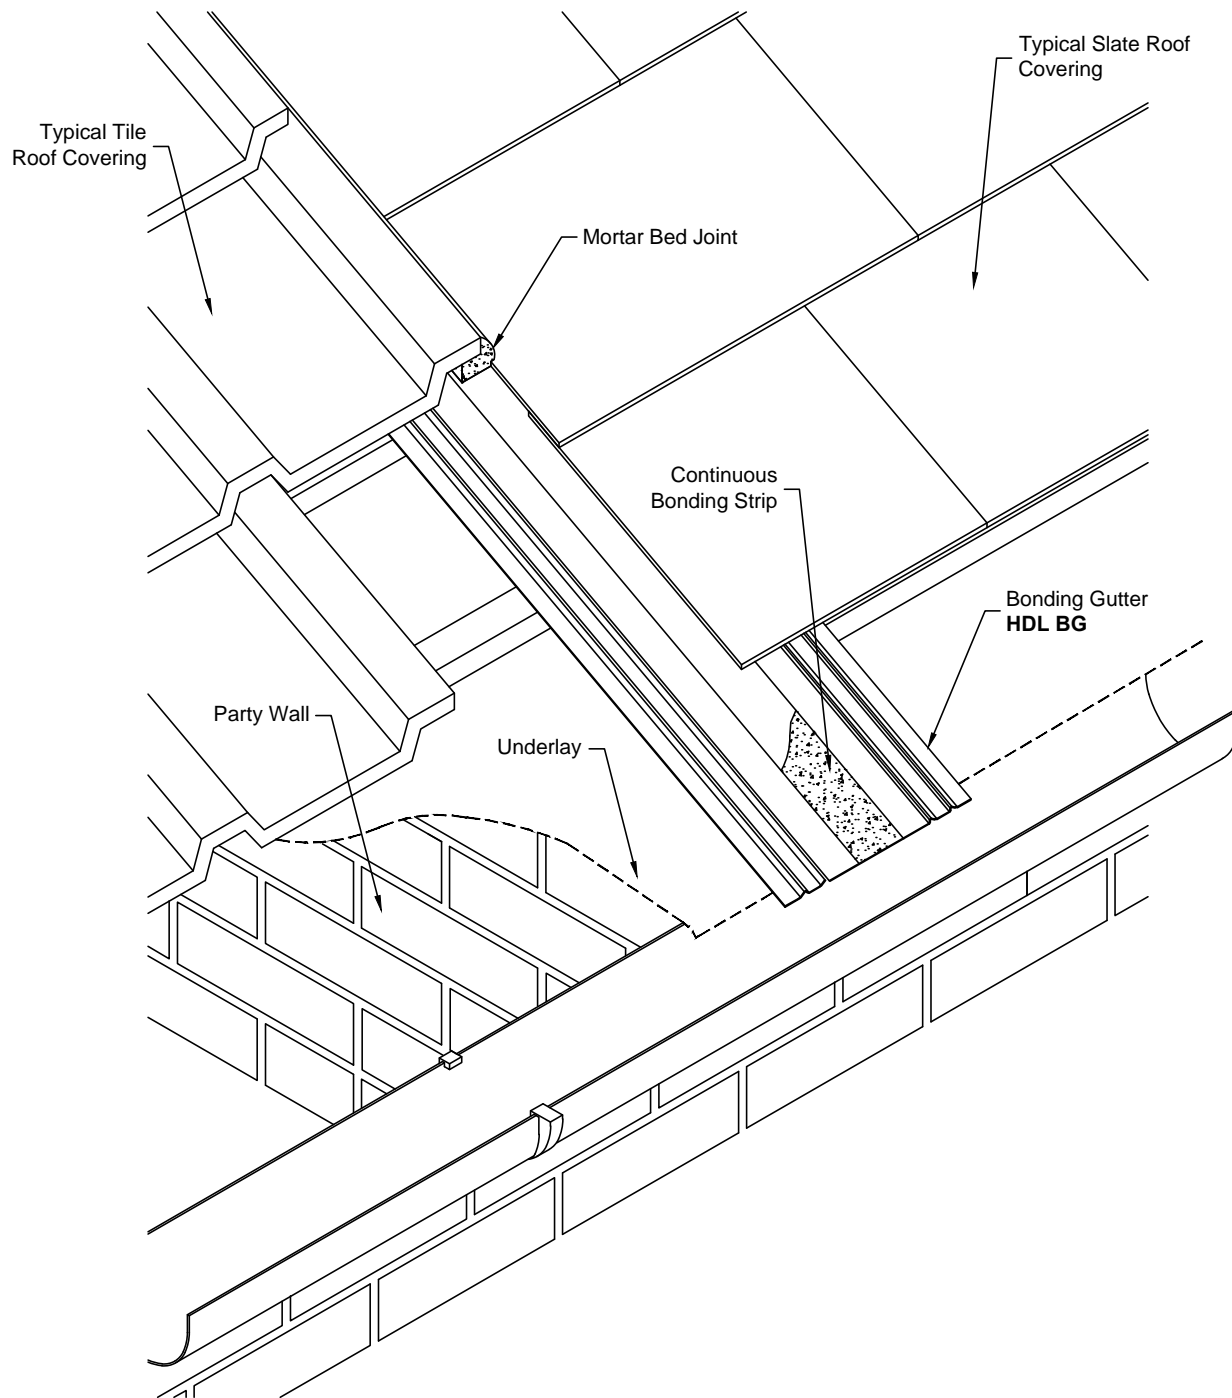 Typical Slate Roof
Covering
Typical Tile
Roof Covering
Mortar Bed Joint
Continuous
Bonding Strip
Bonding Gutter
HDL BG
Party Wall
Underlay